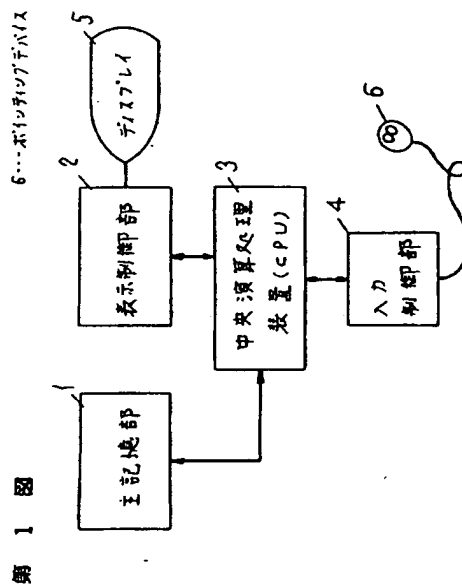 第 1 図
6…ポインティングデバイス
1
主記憶部
2
表示制御部
5
ディスプレイ
3
中央演算処理
装置(CPU)
4
入力
制御部
6